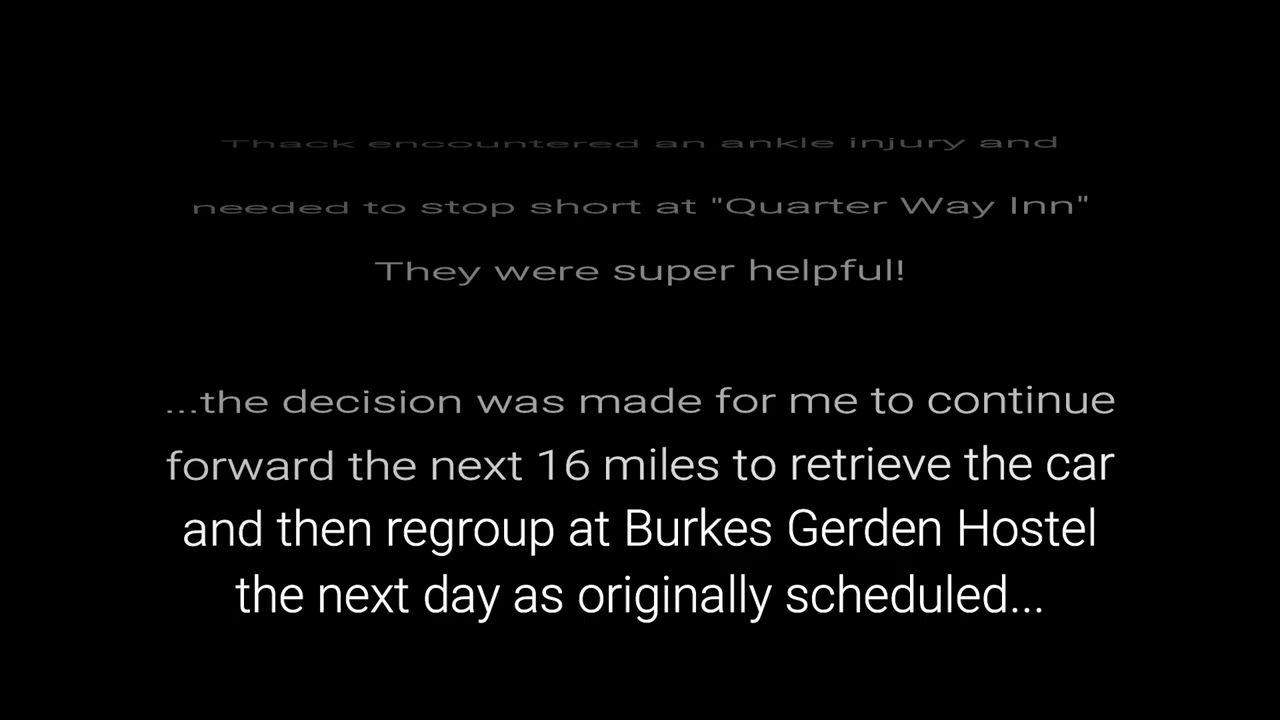 Thack encountered an ankle injury and
needed to stop short at "Quarter Way Inn"
They were super helpful!
...the decision was made for me to continue
forward the next 16 miles to retrieve the car
and then regroup at Burkes Gerden Hostel
the next day as originally scheduled...